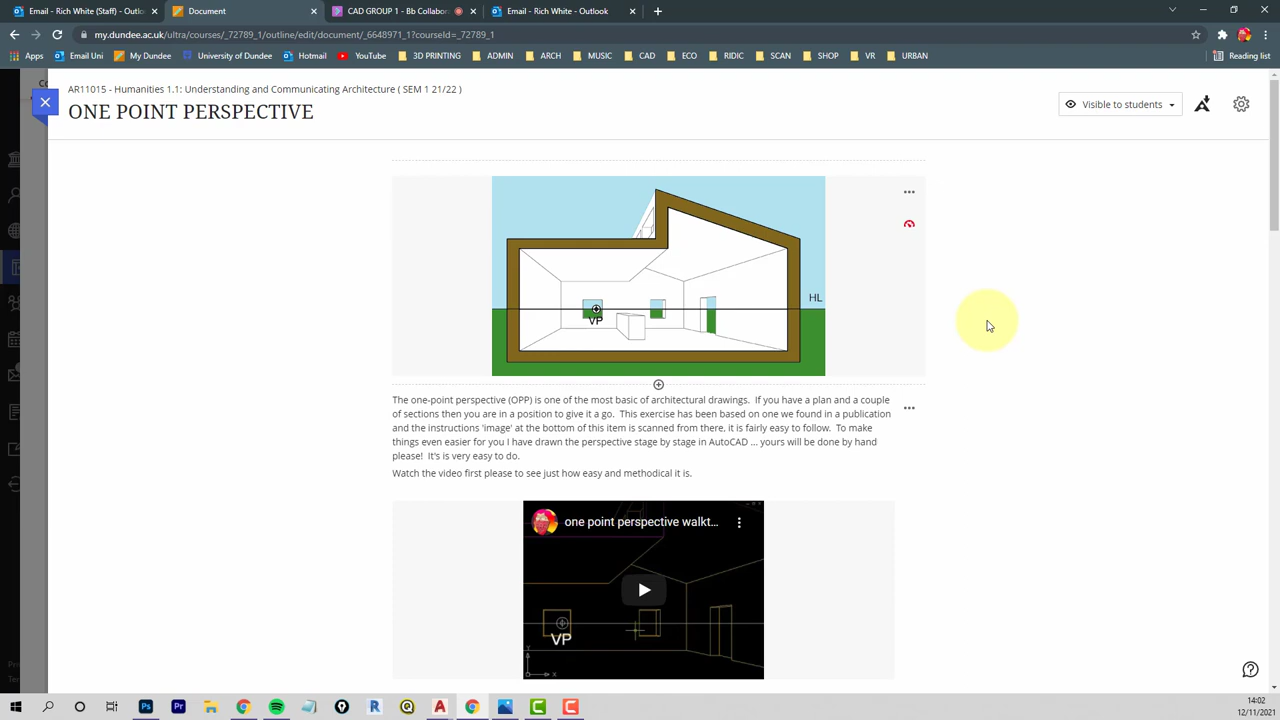 Email - Rich White (Staff) - Outloo
Document
CAD GROUP 1 - Bb Collabor
Email - Rich White - Outlook
my.dundee.ac.uk/ultra/courses/_72789_1/outline/edit/document/_6648971_1?courseId=_72789_1
Apps
Email Uni
My Dundee
University of Dundee
Hotmail
YouTube
3D PRINTING
ADMIN
ARCH
MUSIC
CAD
ECO
RIDIC
SCAN
SHOP
VR
URBAN
Reading list
AR11015 - Humanities 1.1: Understanding and Communicating Architecture ( SEM 1 21/22 )
ONE POINT PERSPECTIVE
Visible to students
HL
VP
The one-point perspective (OPP) is one of the most basic of architectural drawings. If you have a plan and a couple
of sections then you are in a position to give it a go. This exercise has been based on one we found in a publication
and the instructions 'image' at the bottom of this item is scanned from there, it is fairly easy to follow. To make
things even easier for you I have drawn the perspective stage by stage in AutoCAD ... yours will be done by hand
please! It's is very easy to do.
Watch the video first please to see just how easy and methodical it is.
one point perspective walkt...
VP
X
14:02
12/11/2021